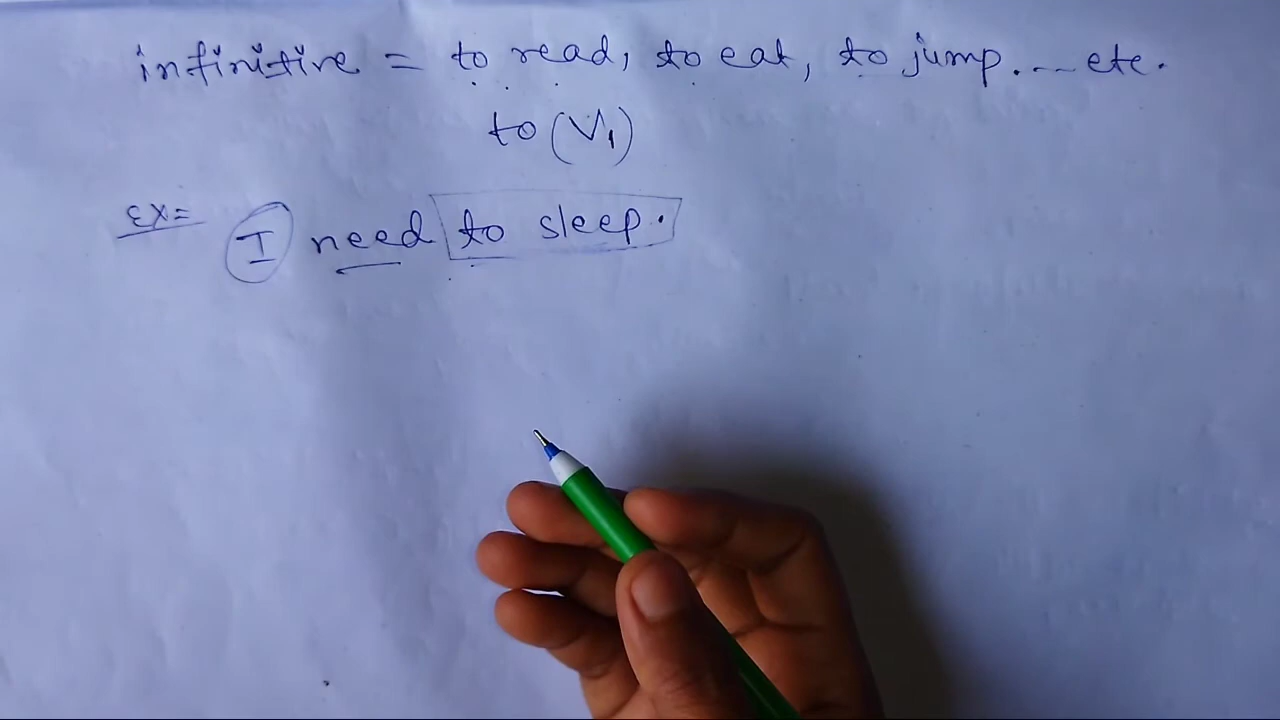 infinitive = to read, to eat, to jump.... etc.
to (V1)
Ex= I need to sleep.